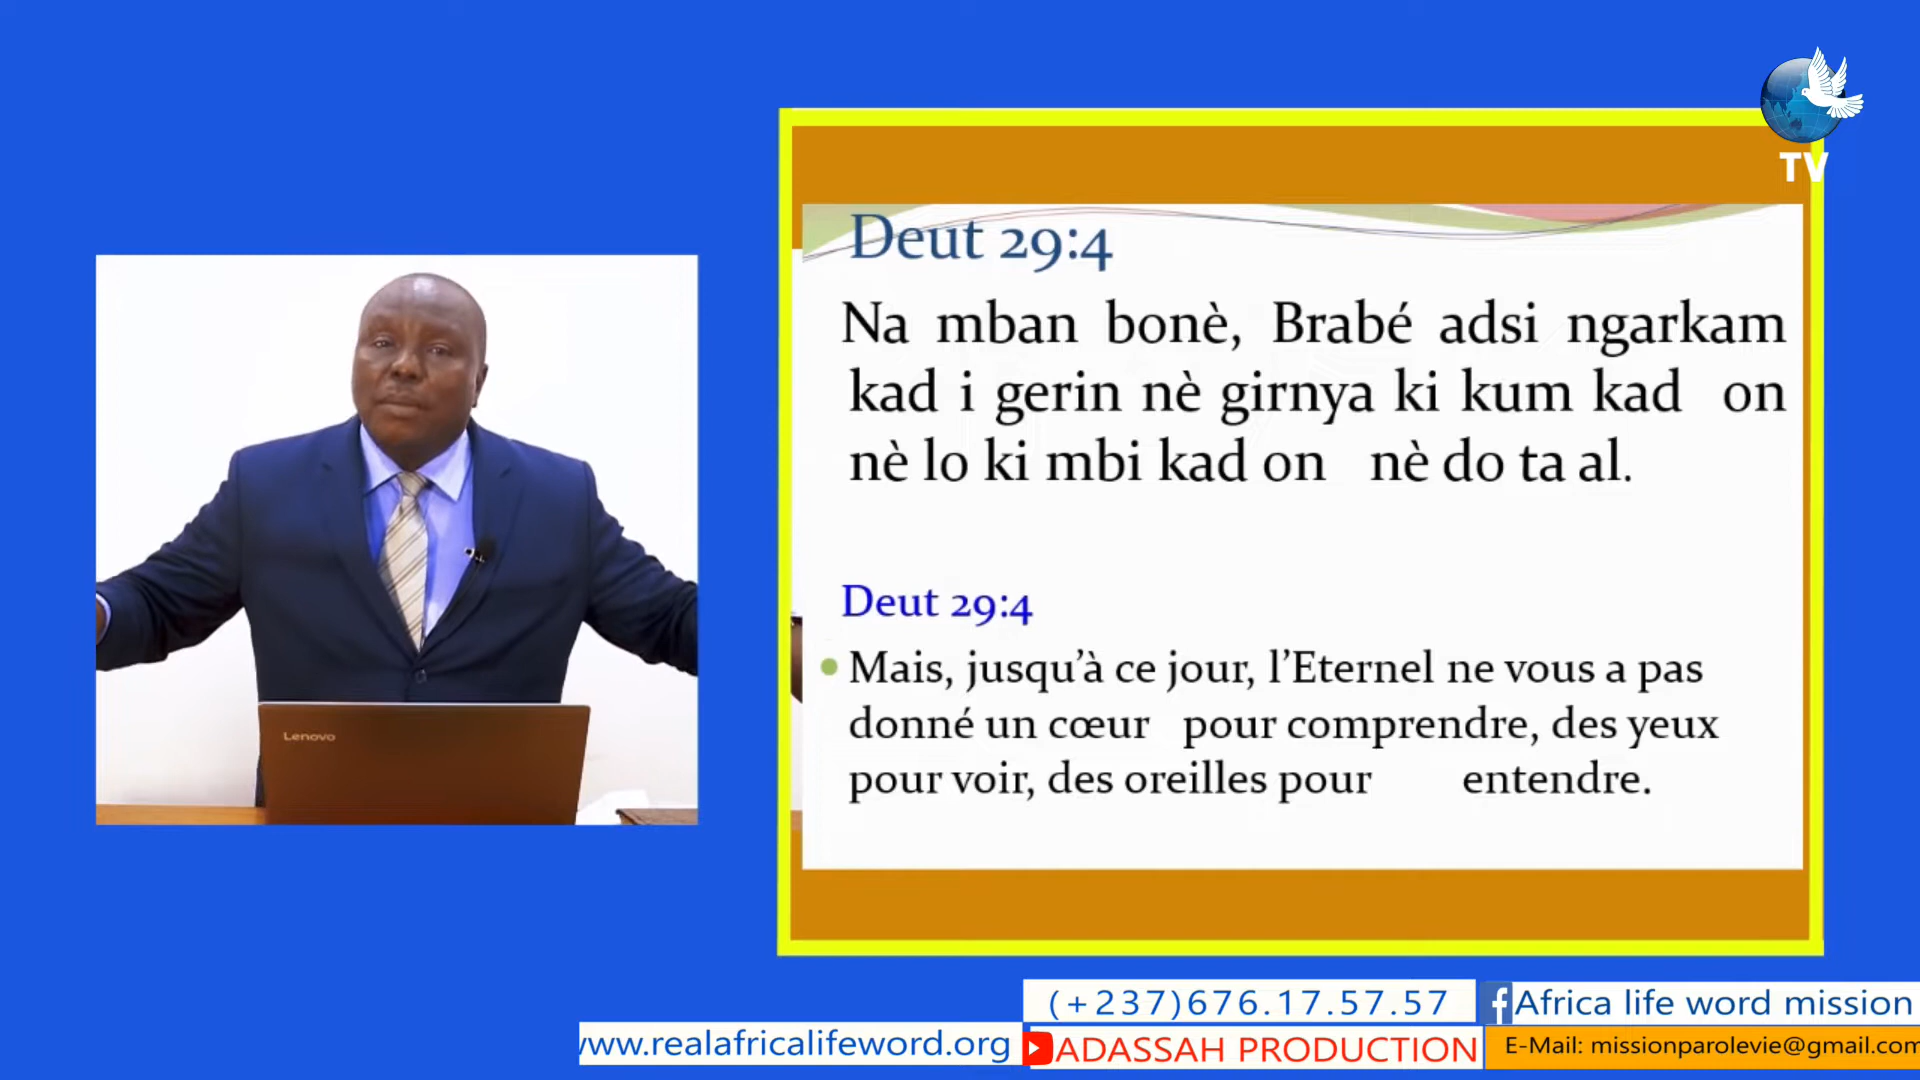 TV
Deut 29:4
Na mban bonè, Brabé adsi ngarkam
kad i gerin nè girnya ki kum kad on
nè lo ki mbi kad on nè do ta al.
Deut 29:4
Mais, jusqu’à ce jour, l’Eternel ne vous a pas
donné un cœur pour comprendre, des yeux
pour voir, des oreilles pour entendre.
Lenovo
(+237)676.17.57.57
Africa life word mission
www.realafricalifeword.org
ADASSAH PRODUCTION
E-Mail: missionparolevie@gmail.com